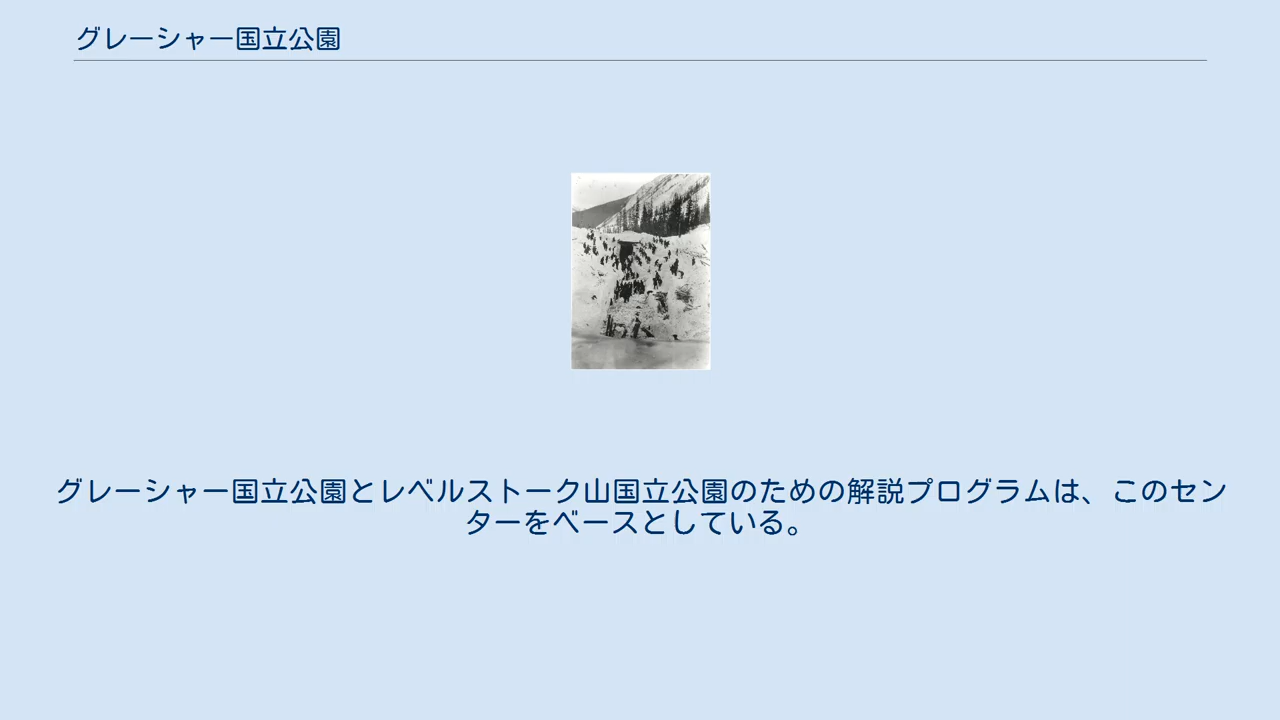 グレーシャー国立公園
グレーシャー国立公園とレベルストーク山国立公園のための解説プログラムは、このセン
ターをベースとしている。